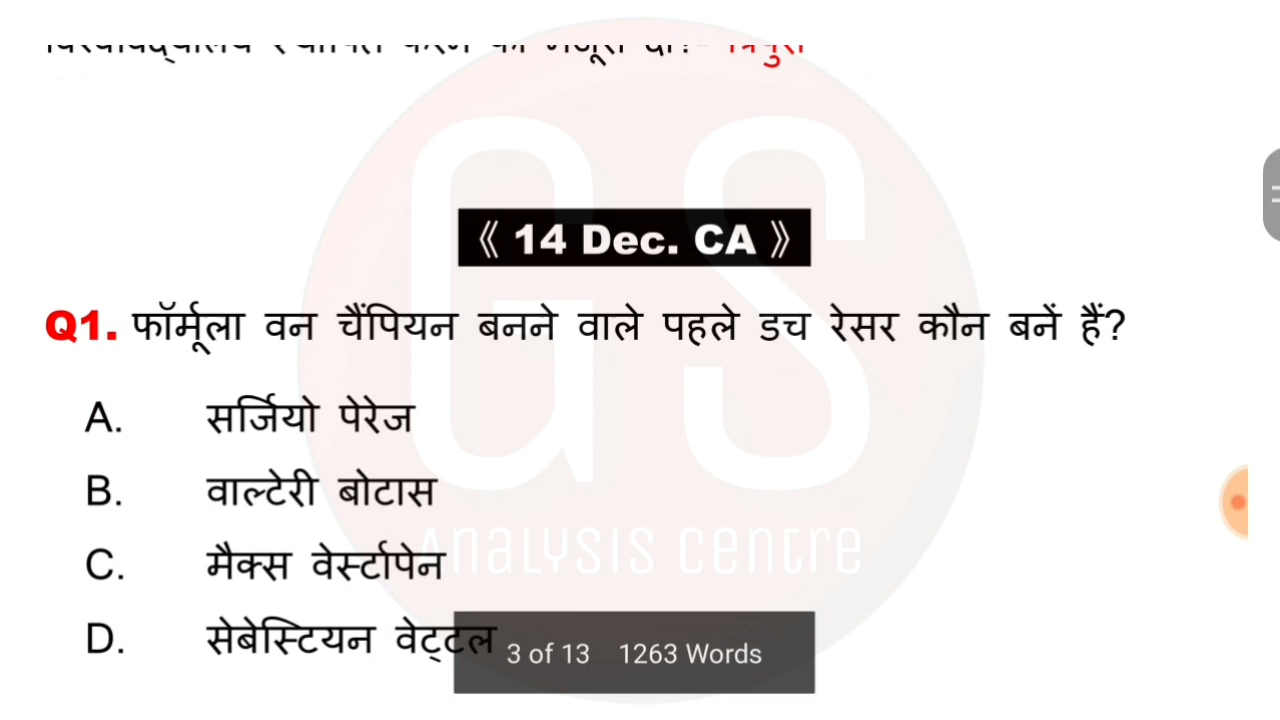 त्रिपुरा
《 14 Dec. CA 》
Q1. फॉर्मूला वन चैंपियन बनने वाले पहले डच रेसर कौन बनें हैं?
A. सर्जियो पेरेज
B. वाल्टेरी बोटास
C. मैक्स वेर्स्टापेन
D. सेबेस्टियन वेट्टल
GS
Analysis Centre
3 of 13 1263 Words